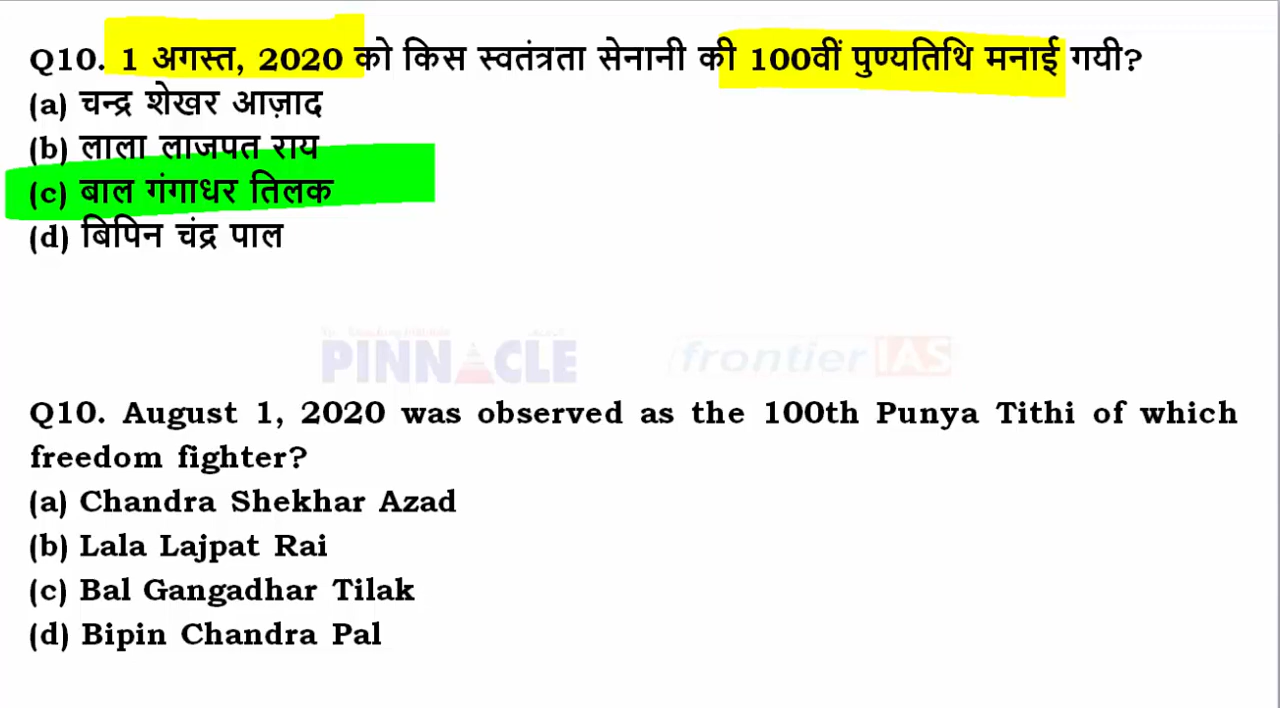 Q10. 1 अगस्त, 2020 को किस स्वतंत्रता सेनानी की 100वीं पुण्यतिथि मनाई गयी?
(a) चन्द्र शेखर आज़ाद
(b) लाला लाजपत राय
(c) बाल गंगाधर तिलक
(d) बिपिन चंद्र पाल
PINNACLE frontier IAS
Q10. August 1, 2020 was observed as the 100th Punya Tithi of which
freedom fighter?
(a) Chandra Shekhar Azad
(b) Lala Lajpat Rai
(c) Bal Gangadhar Tilak
(d) Bipin Chandra Pal